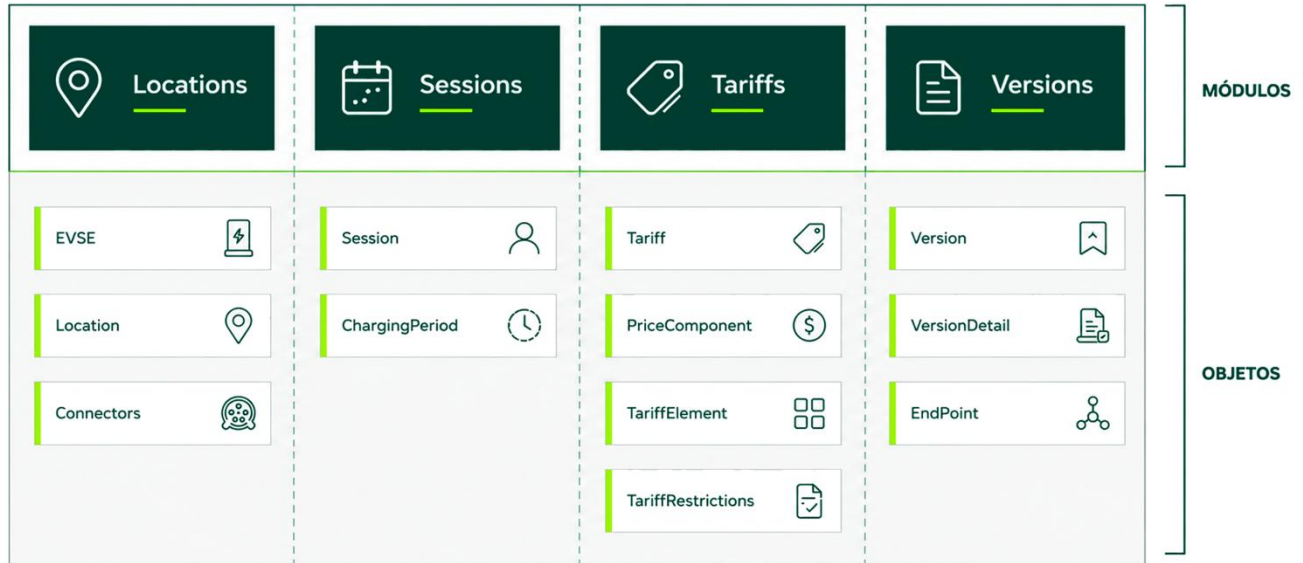 Locations
Sessions
Tariffs
Versions
MÓDULOS
EVSE
Session
Tariff
Version
Location
ChargingPeriod
PriceComponent
$
VersionDetail
OBJETOS
Connectors
TariffElement
EndPoint
TariffRestrictions